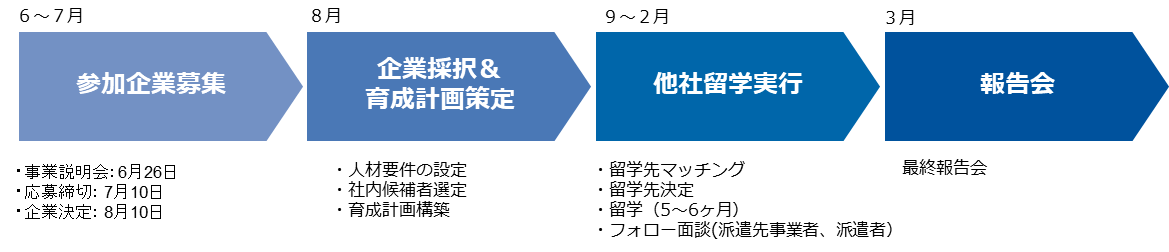 6～7月
参加企業募集
・事業説明会: 6月26日
・応募締切: 7月10日
・企業決定: 8月10日
8月
企業採択＆
育成計画策定
・人材要件の設定
・社内候補者選定
・育成計画構築
9～2月
他社留学実行
・留学先マッチング
・留学先決定
・留学（5～6ヶ月）
・フォロー面談(派遣先事業者、派遣者）
3月
報告会
最終報告会